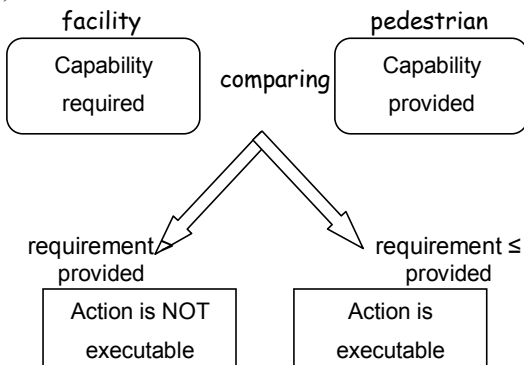 facility
pedestrian
Capability
required
comparing
Capability
provided
requirement >
provided
requirement ≤
provided
Action is NOT
executable
Action is
executable